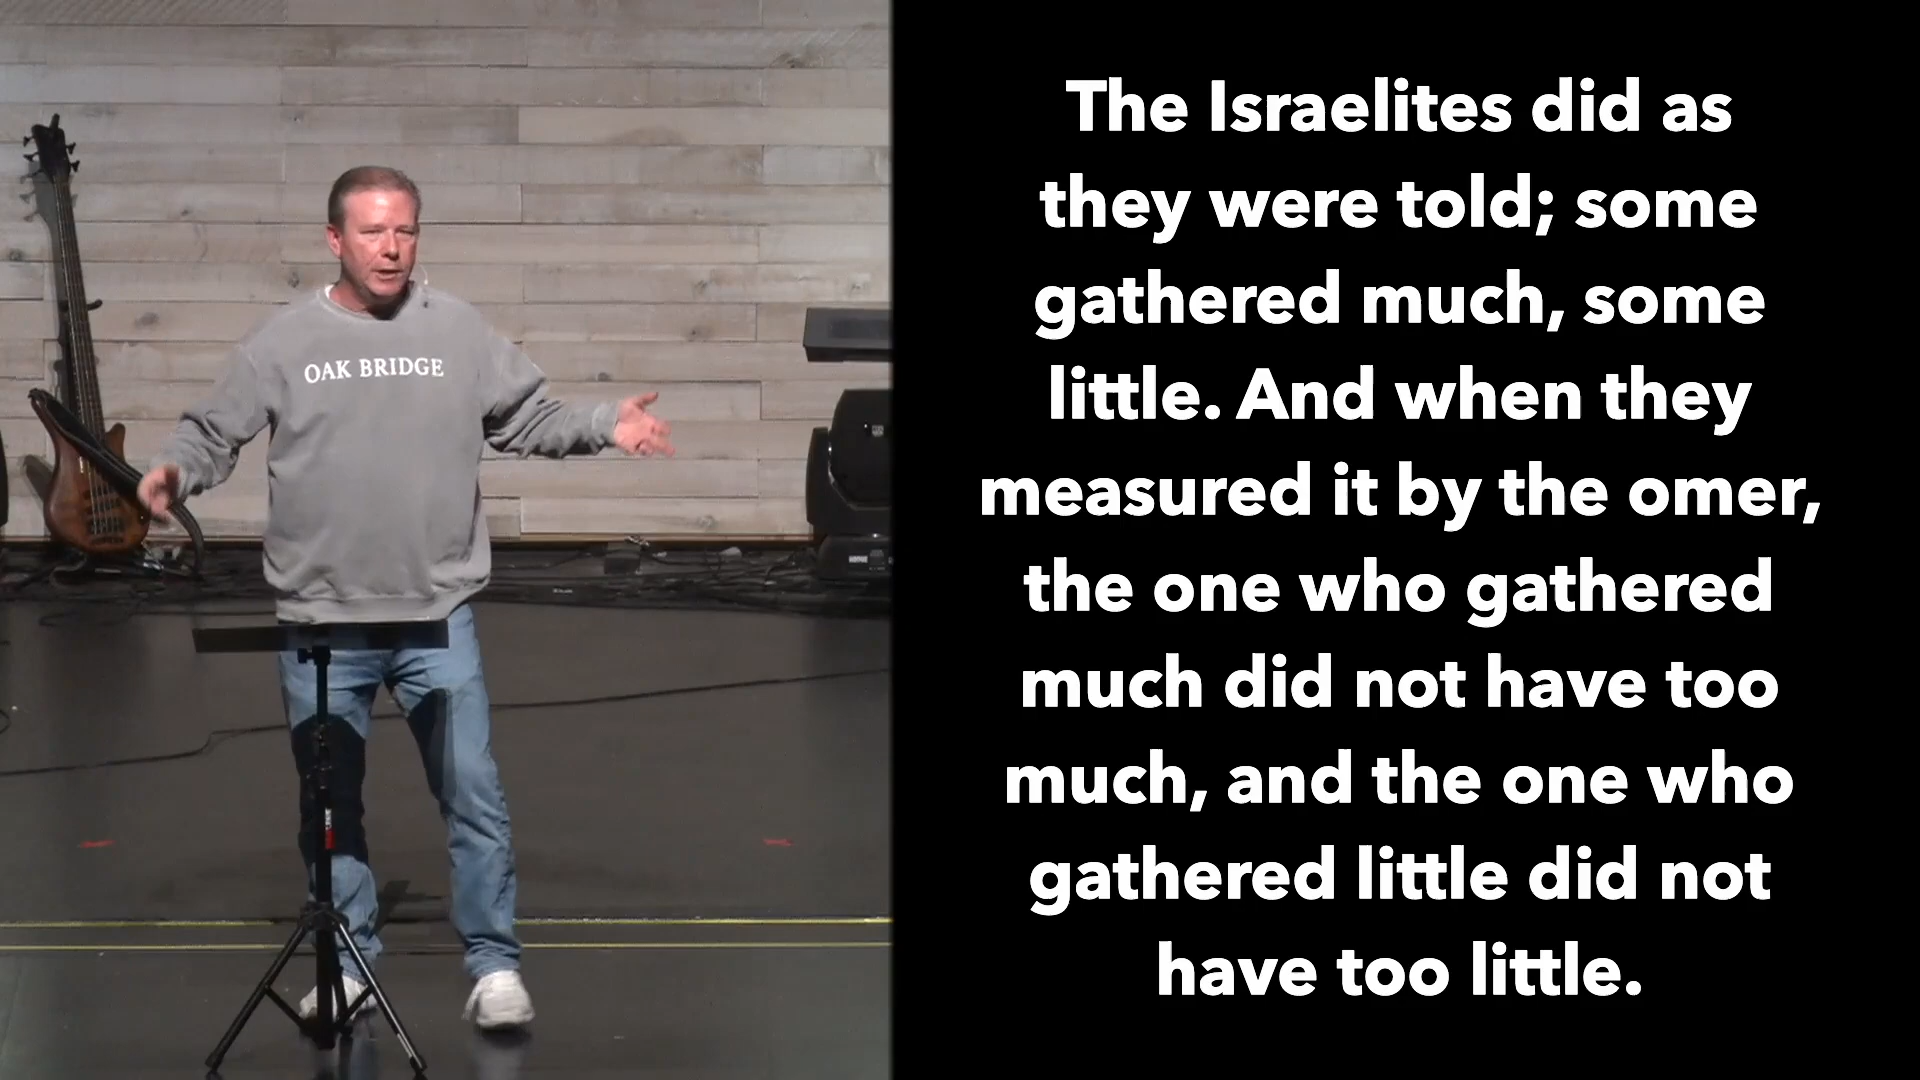 OAK BRIDGE
The Israelites did as
they were told; some
gathered much, some
little. And when they
measured it by the omer,
the one who gathered
much did not have too
much, and the one who
gathered little did not
have too little.